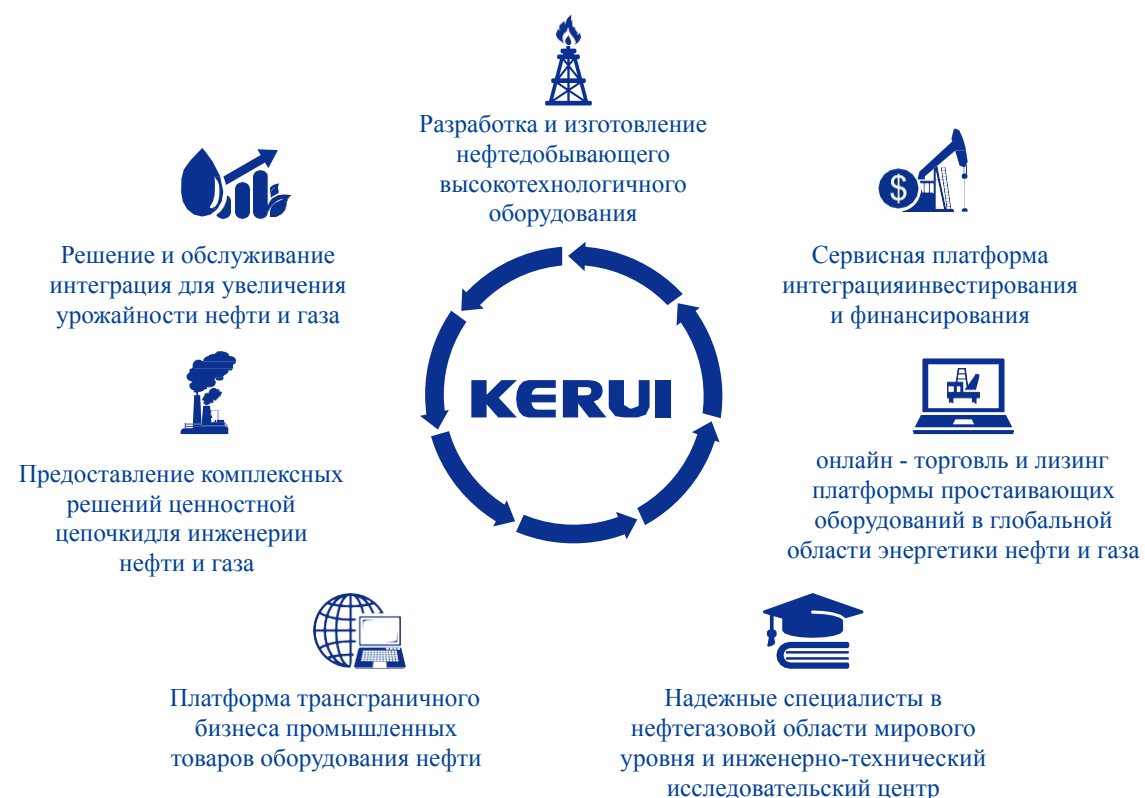 Разработка и изготовление
нефтедобывающего
высокотехнологичного
оборудования
Решение и обслуживание
интеграция для увеличения
урожайности нефти и газа
Сервисная платформа
интеграцияинвестирования
и финансирования
KERUI
Предоставление комплексных
решений ценностной
цепочкидля инженерии
нефти и газа
онлайн - торговль и лизинг
платформы простаивающих
оборудований в глобальной
области энергетики нефти и газа
Платформа трансграничного
бизнеса промышленных
товаров оборудования нефти
Надежные специалисты в
нефтегазовой области мирового
уровня и инженерно-технический
исследовательский центр